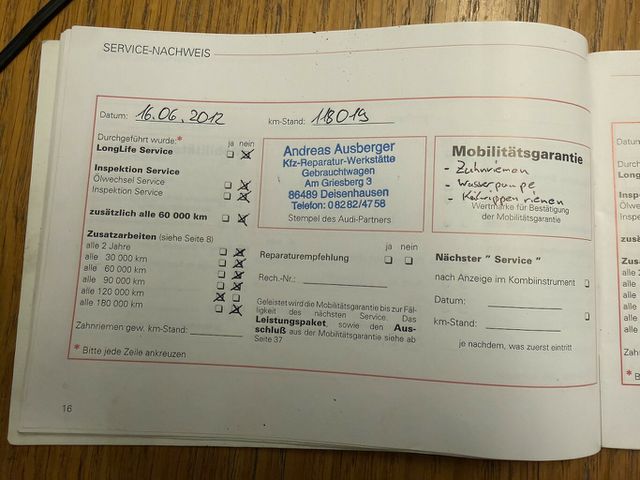 SERVICE-NACHWEIS
Datum: 16.06.2012 km-Stand: 118019
Durchgeführt wurde:* ja nein
LongLife Service
Inspektion Service
Ölwechsel Service
Inspektion Service
zusätzlich alle 60 000 km
Zusatzarbeiten (siehe Seite 8)
alle 2 Jahre
alle 30 000 km
alle 60 000 km
alle 90 000 km
alle 120 000 km
alle 180 000 km
Zahnriemen gew. km-Stand:
* Bitte jede Zeile ankreuzen
Andreas Ausberger
Kfz-Reparatur-Werkstätte
Gebrauchtwagen
Am Griesberg 3
86489 Deisenhausen
Telefon: 08282/4758
Stempel des Audi-Partners
ja nein
Reparaturempfehlung
Rech.-Nr.:
Geleistet wird die Mobilitätsgarantie bis zur Fäl-
ligkeit des nächsten Service. Das
Leistungspaket, sowie den Aus-
schluß aus der Mobilitätsgarantie siehe ab
Seite 37
Mobilitätsgarantie
- Zahnriemen
- Wasserpumpe
- Keilrippenriemen
Wertmarke für Bestätigung
der Mobilitätsgarantie
Nächster " Service "
nach Anzeige im Kombiinstrument
Datum:
km-Stand:
je nachdem, was zuerst eintritt
16